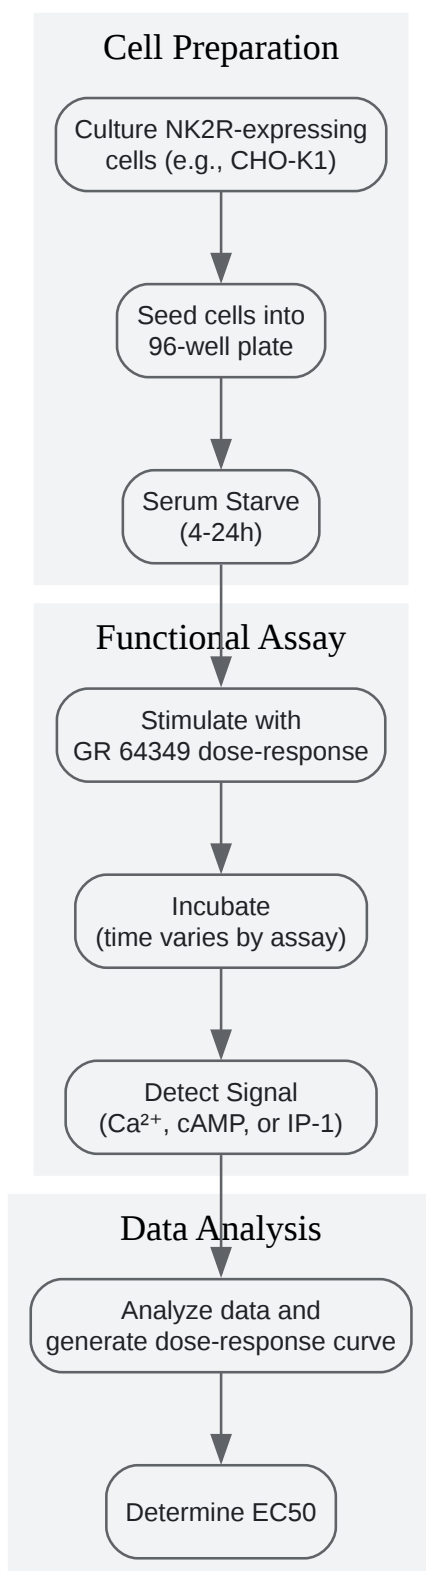 Cell Preparation
Culture NK2R-expressing
cells (e.g., CHO-K1)
Seed cells into
96-well plate
Serum Starve
(4-24h)
Functional Assay
Stimulate with
GR 64349 dose-response
Incubate
(time varies by assay)
Detect Signal
(Ca²⁺, cAMP, or IP-1)
Data Analysis
Analyze data and
generate dose-response curve
Determine EC50